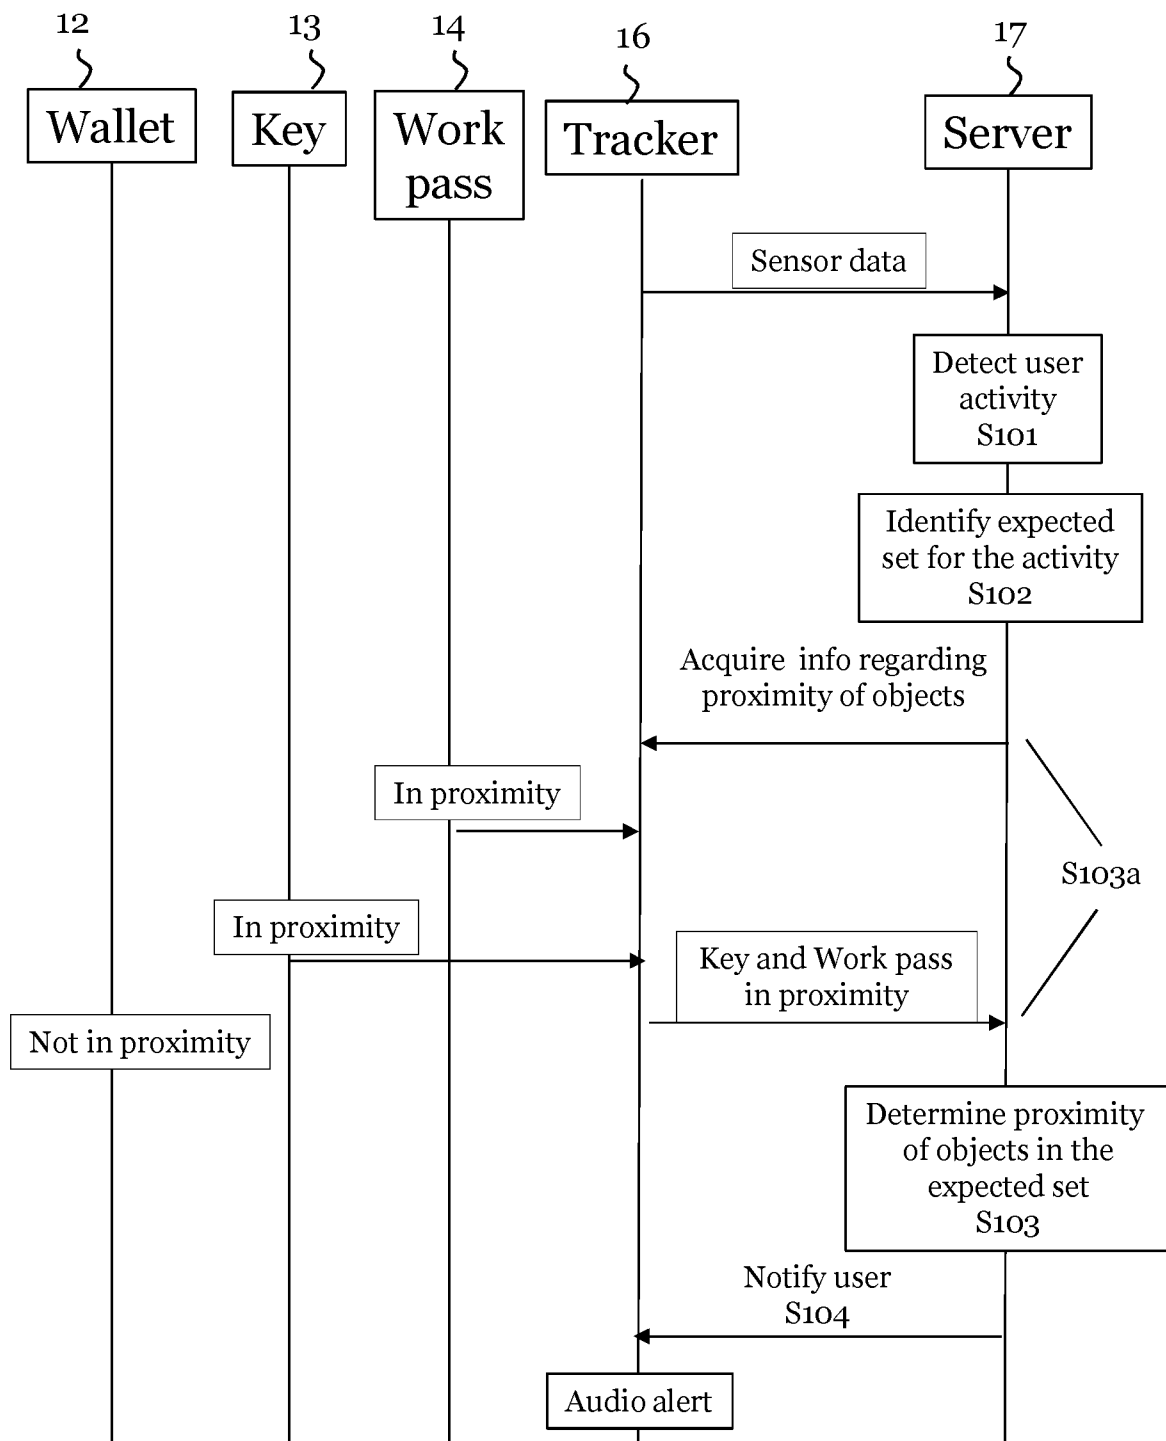 12
13
14
16
17
Wallet
Key
Work
pass
Tracker
Server
Sensor data
Detect user
activity
S101
Identify expected
set for the activity
S102
Acquire info regarding
proximity of objects
In proximity
S103a
In proximity
Key and Work pass
in proximity
Not in proximity
Determine proximity
of objects in the
expected set
S103
Notify user
S104
Audio alert